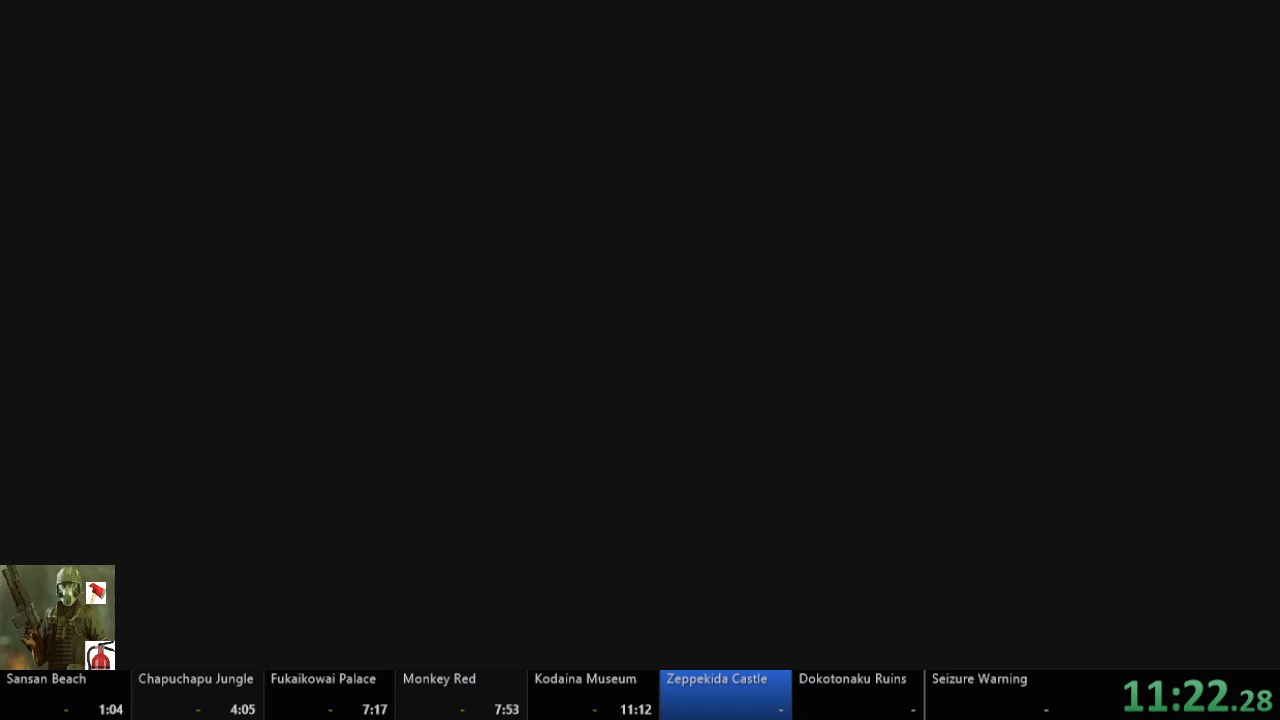 Sansan Beach Chapuchapu Jungle Fukaikowai Palace Monkey Red Kodaina Museum Zeppekida Castle Dokotonaku Ruins Seizure Warning
- 1:04 - 4:05 - 7:17 - 7:53 - 11:12 - - -
11:22.28